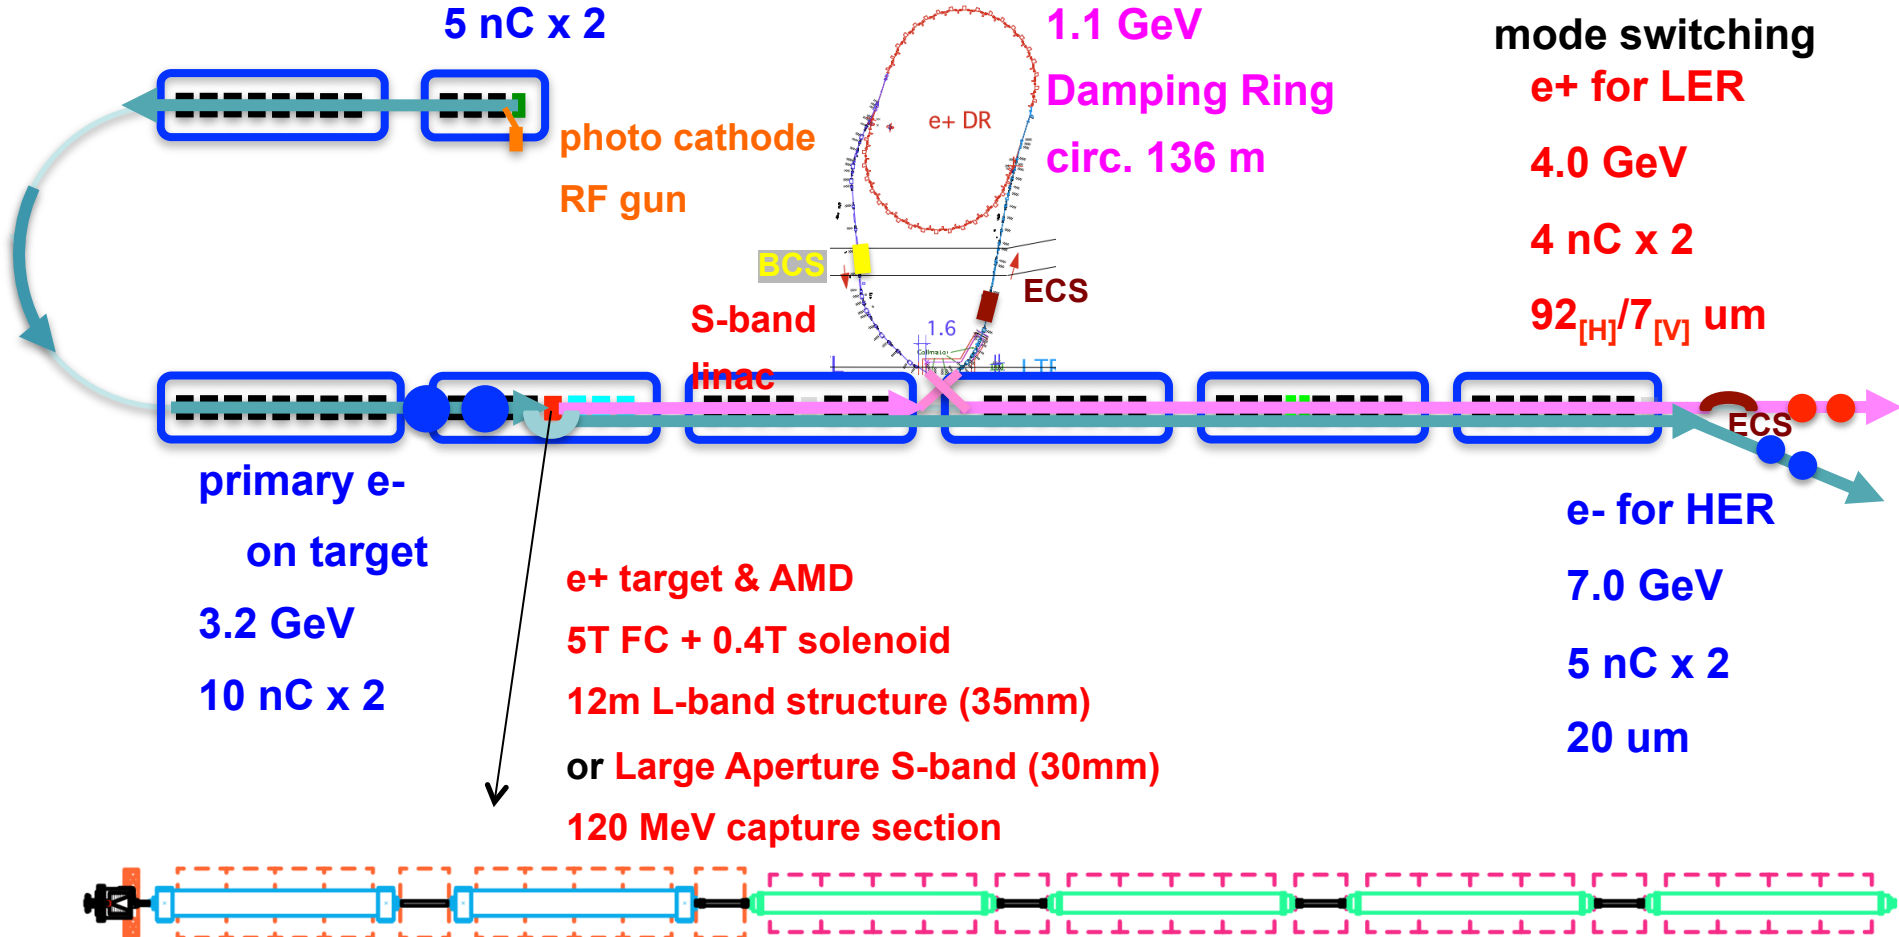 5 nC x 2
photo cathode
RF gun
1.1 GeV
Damping Ring
circ. 136 m
e+ DR
BCS
ECS
1.6
S-band
linac
mode switching
e+ for LER
4.0 GeV
4 nC x 2
92[H]/7[V] um
ECS
primary e-
on target
3.2 GeV
10 nC x 2
e+ target & AMD
5T FC + 0.4T solenoid
12m L-band structure (35mm)
or Large Aperture S-band (30mm)
120 MeV capture section
e- for HER
7.0 GeV
5 nC x 2
20 um